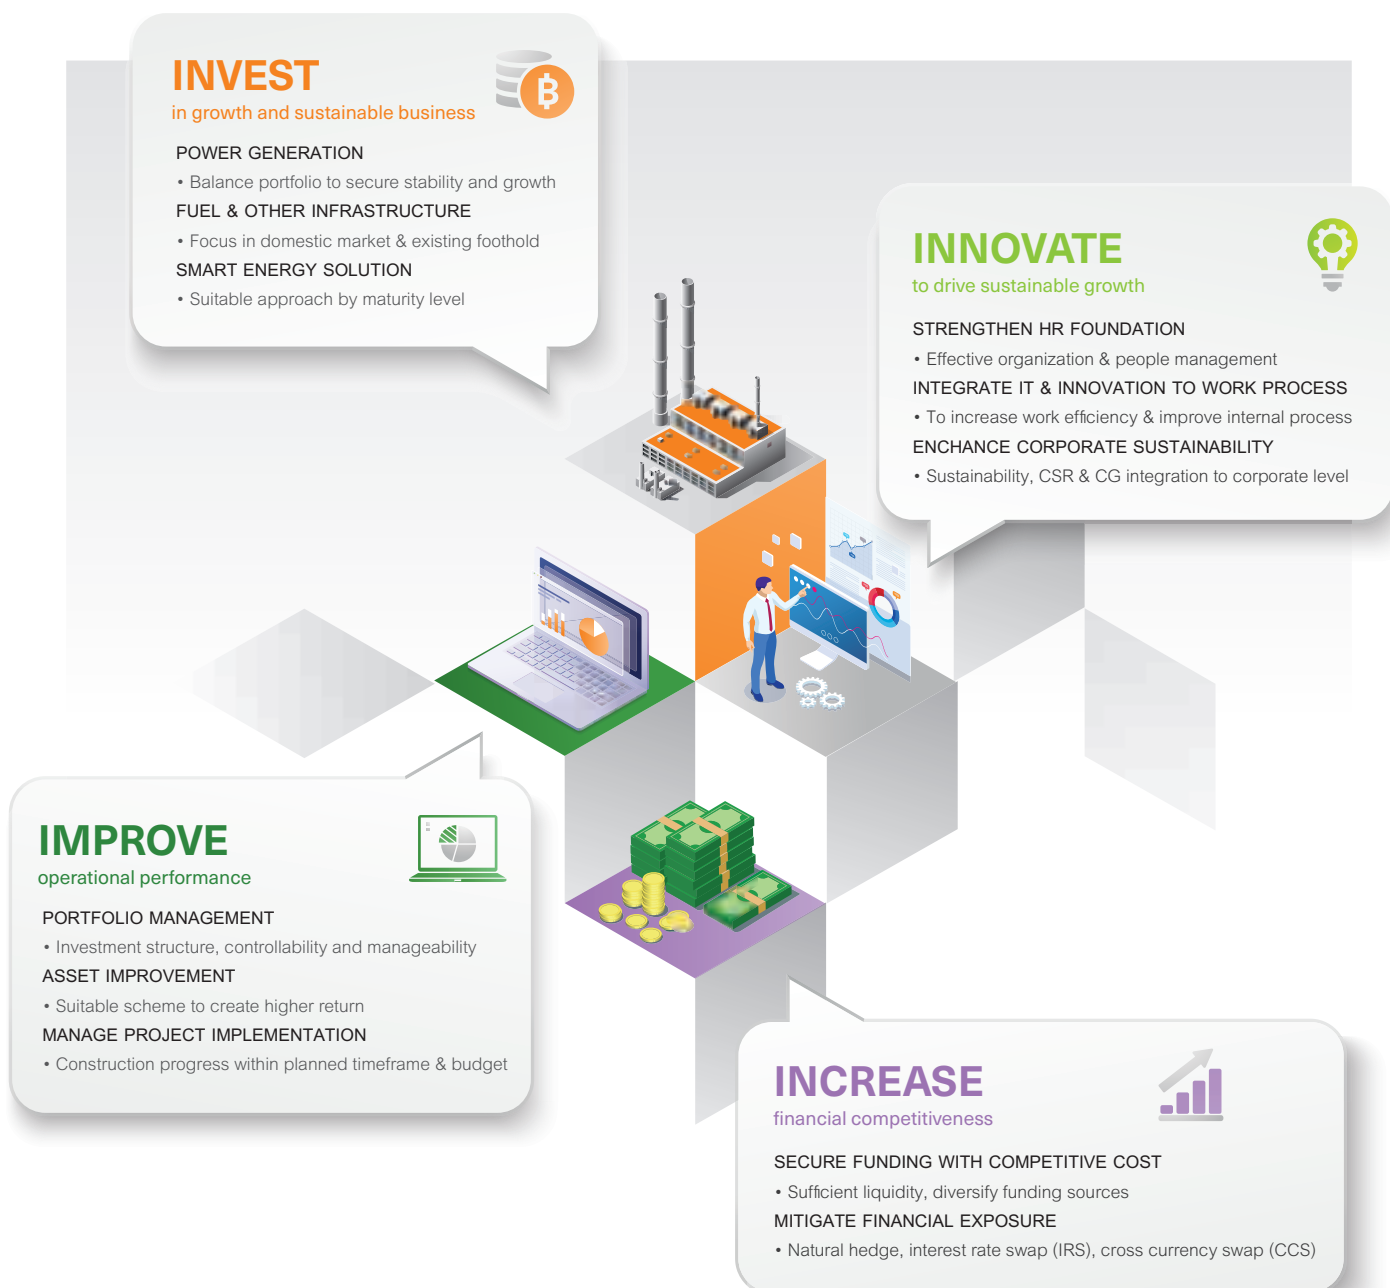 INVEST
in growth and sustainable business
POWER GENERATION
• Balance portfolio to secure stability and growth
FUEL & OTHER INFRASTRUCTURE
• Focus in domestic market & existing foothold
SMART ENERGY SOLUTION
• Suitable approach by maturity level
INNOVATE
to drive sustainable growth
STRENGTHEN HR FOUNDATION
• Effective organization & people management
INTEGRATE IT & INNOVATION TO WORK PROCESS
• To increase work efficiency & improve internal process
ENCHANCE CORPORATE SUSTAINABILITY
• Sustainability, CSR & CG integration to corporate level
IMPROVE
operational performance
PORTFOLIO MANAGEMENT
• Investment structure, controllability and manageability
ASSET IMPROVEMENT
• Suitable scheme to create higher return
MANAGE PROJECT IMPLEMENTATION
• Construction progress within planned timeframe & budget
INCREASE
financial competitiveness
SECURE FUNDING WITH COMPETITIVE COST
• Sufficient liquidity, diversify funding sources
MITIGATE FINANCIAL EXPOSURE
• Natural hedge, interest rate swap (IRS), cross currency swap (CCS)